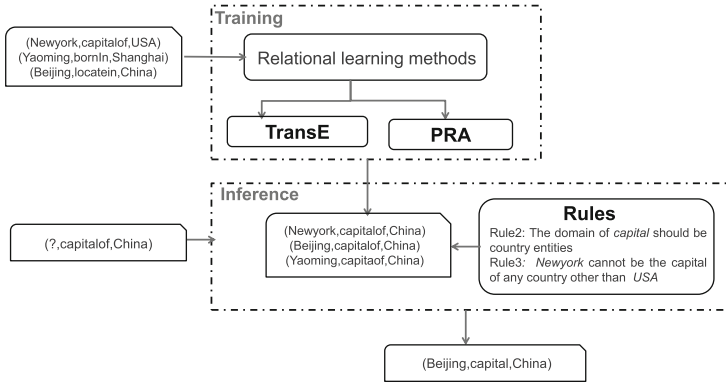 Training
(Newyork,capitalof,USA)
(Yaoming,bornIn,Shanghai)
(Beijing,locatein,China)
Relational learning methods
TransE
PRA
Inference
(?,capitalof,China)
(Newyork,capitalof,China)
(Beijing,capitalof,China)
(Yaoming,capitaof,China)
Rules
Rule2: The domain of capital should be
country entities
Rule3: Newyork cannot be the capital
of any country other than USA
(Beijing,capital,China)